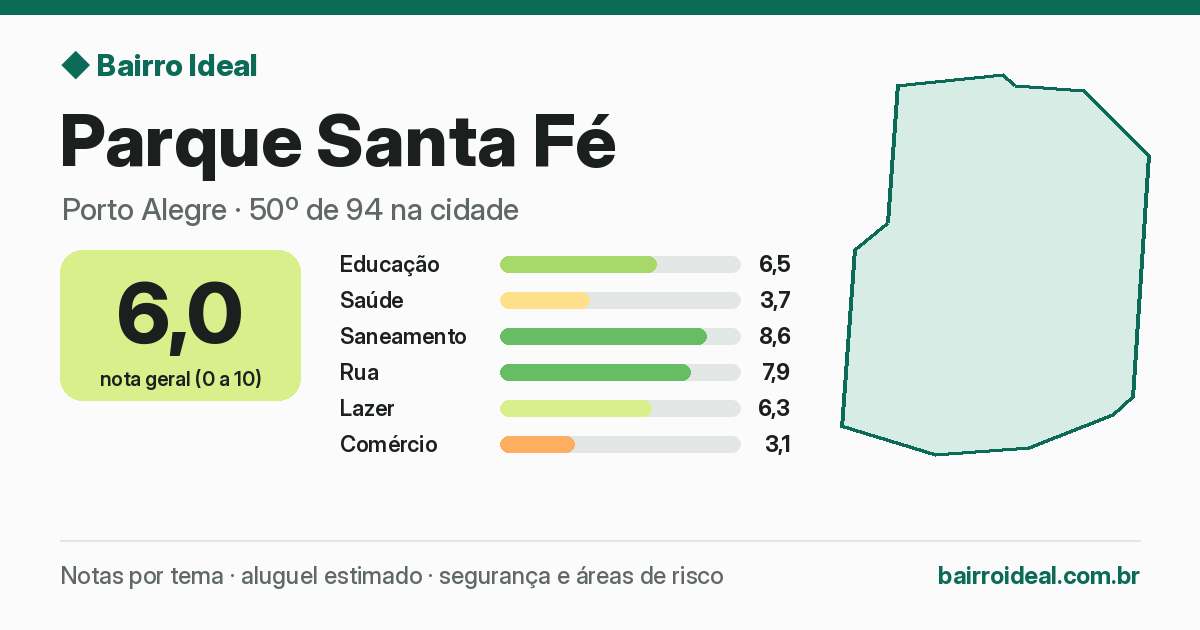 Bairro Ideal
Parque Santa Fé
Porto Alegre · 50º de 94 na cidade
6,0
nota geral (0 a 10)
Educação 6,5
Saúde 3,7
Saneamento 8,6
Rua 7,9
Lazer 6,3
Comércio 3,1
Notas por tema · aluguel estimado · segurança e áreas de risco
bairroideal.com.br